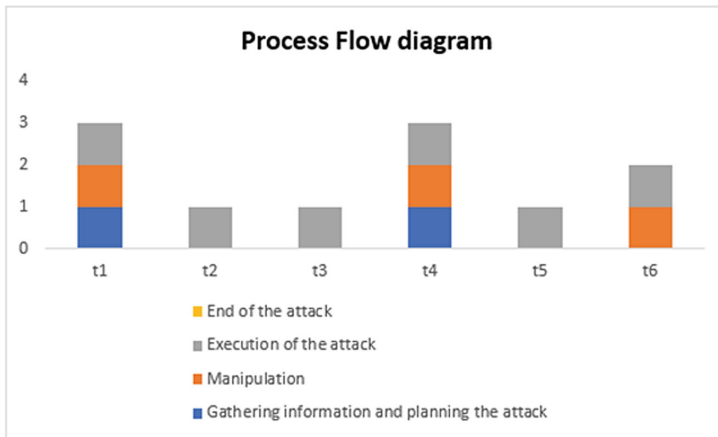 Process Flow diagram
4
3
2
1
0
t1 t2 t3 t4 t5 t6
End of the attack
Execution of the attack
Manipulation
Gathering information and planning the attack